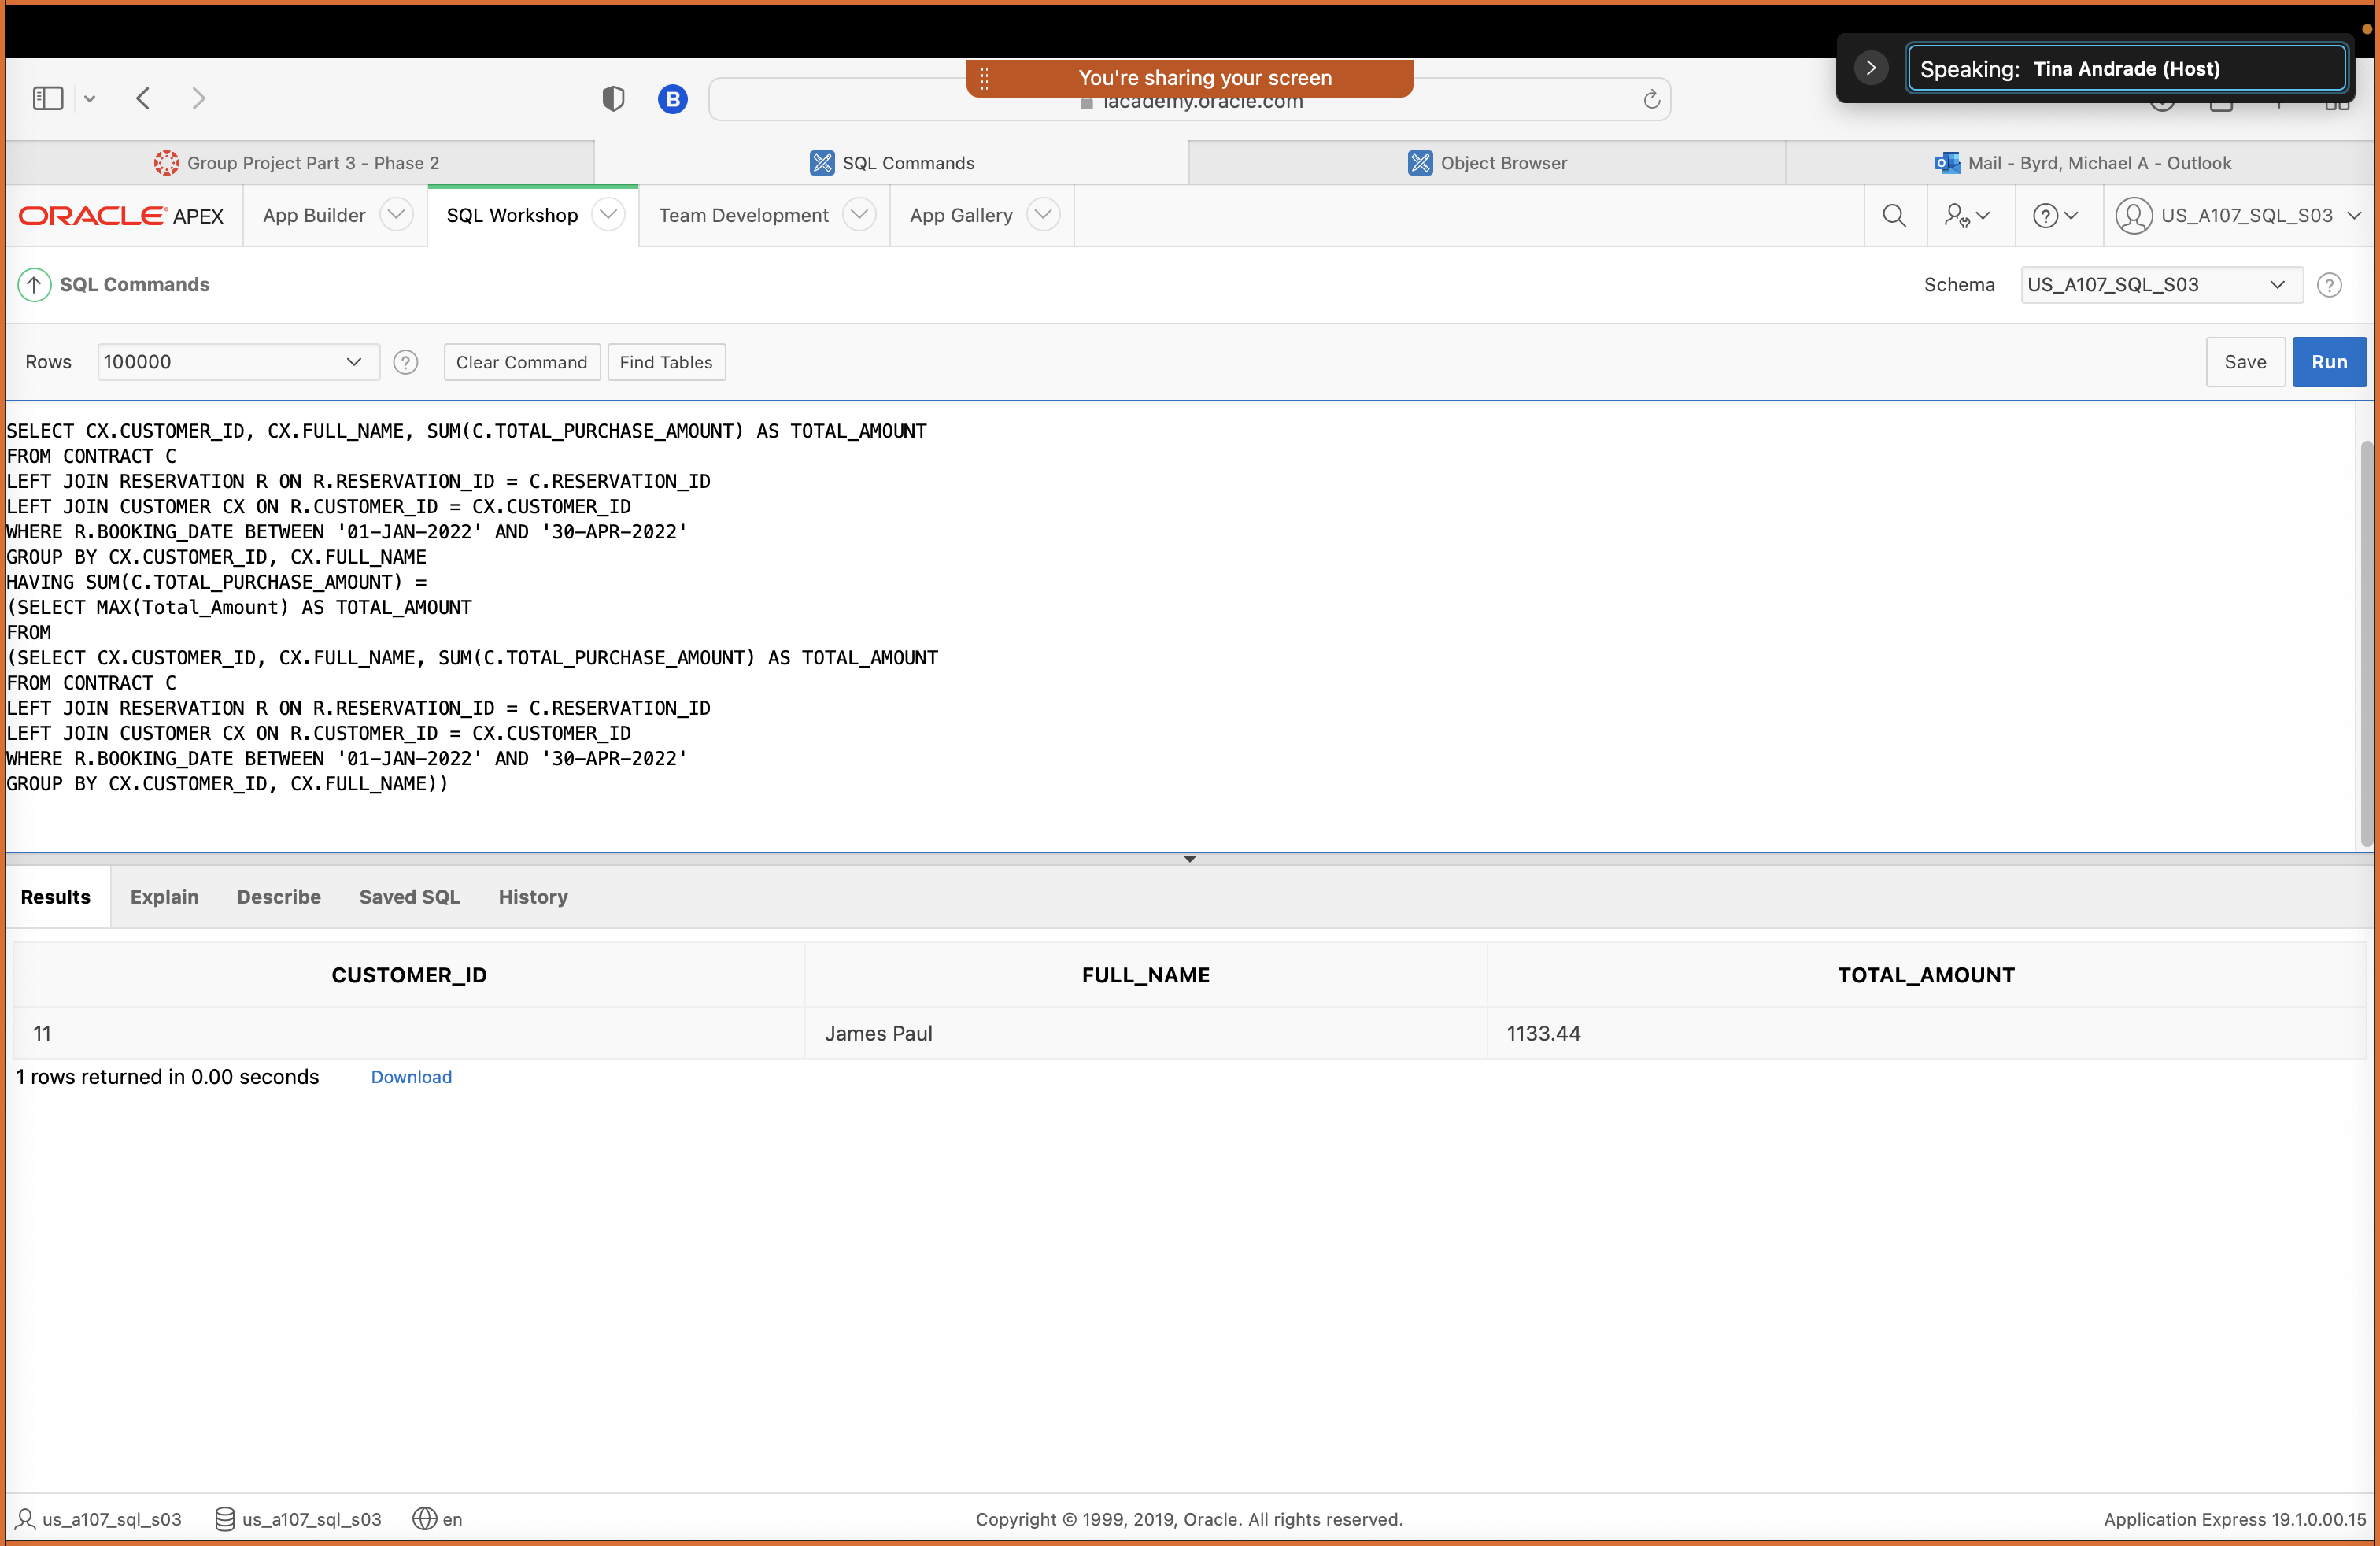 You're sharing your screen
Speaking: Tina Andrade (Host)
B
iacademy.oracle.com
Group Project Part 3 - Phase 2
SQL Commands
Object Browser
Mail - Byrd, Michael A - Outlook
ORACLE APEX
App Builder
SQL Workshop
Team Development
App Gallery
US_A107_SQL_S03
SQL Commands
Schema
US_A107_SQL_S03
Rows
100000
Clear Command
Find Tables
Save
Run
SELECT CX.CUSTOMER_ID, CX.FULL_NAME, SUM(C.TOTAL_PURCHASE_AMOUNT) AS TOTAL_AMOUNT
FROM CONTRACT C
LEFT JOIN RESERVATION R ON R.RESERVATION_ID = C.RESERVATION_ID
LEFT JOIN CUSTOMER CX ON R.CUSTOMER_ID = CX.CUSTOMER_ID
WHERE R.BOOKING_DATE BETWEEN '01-JAN-2022' AND '30-APR-2022'
GROUP BY CX.CUSTOMER_ID, CX.FULL_NAME
HAVING SUM(C.TOTAL_PURCHASE_AMOUNT) =
(SELECT MAX(Total_Amount) AS TOTAL_AMOUNT
FROM
(SELECT CX.CUSTOMER_ID, CX.FULL_NAME, SUM(C.TOTAL_PURCHASE_AMOUNT) AS TOTAL_AMOUNT
FROM CONTRACT C
LEFT JOIN RESERVATION R ON R.RESERVATION_ID = C.RESERVATION_ID
LEFT JOIN CUSTOMER CX ON R.CUSTOMER_ID = CX.CUSTOMER_ID
WHERE R.BOOKING_DATE BETWEEN '01-JAN-2022' AND '30-APR-2022'
GROUP BY CX.CUSTOMER_ID, CX.FULL_NAME))
Results
Explain
Describe
Saved SQL
History
CUSTOMER_ID
FULL_NAME
TOTAL_AMOUNT
11
James Paul
1133.44
1 rows returned in 0.00 seconds
Download
us_a107_sql_s03
us_a107_sql_s03
en
Copyright © 1999, 2019, Oracle. All rights reserved.
Application Express 19.1.0.00.15